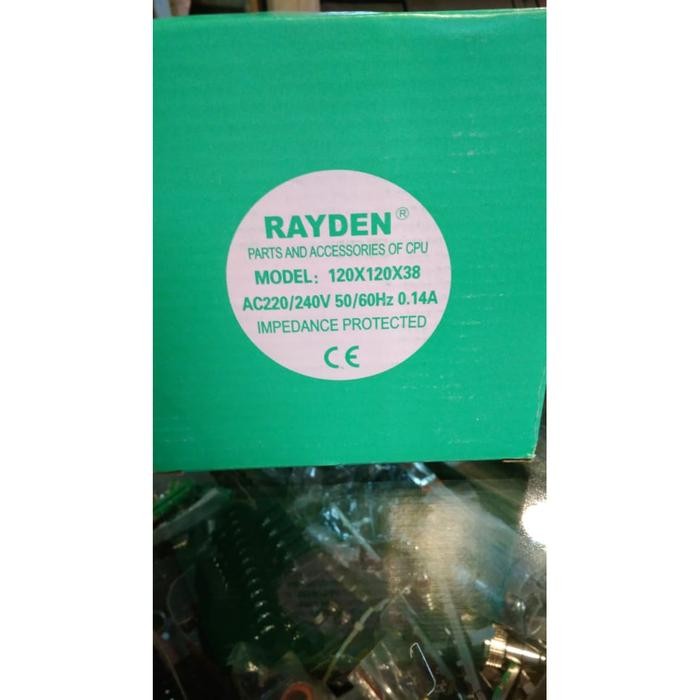 RAYDEN ®
PARTS AND ACCESSORIES OF CPU
MODEL: 120X120X38
AC220/240V 50/60Hz 0.14A
IMPEDANCE PROTECTED
CE